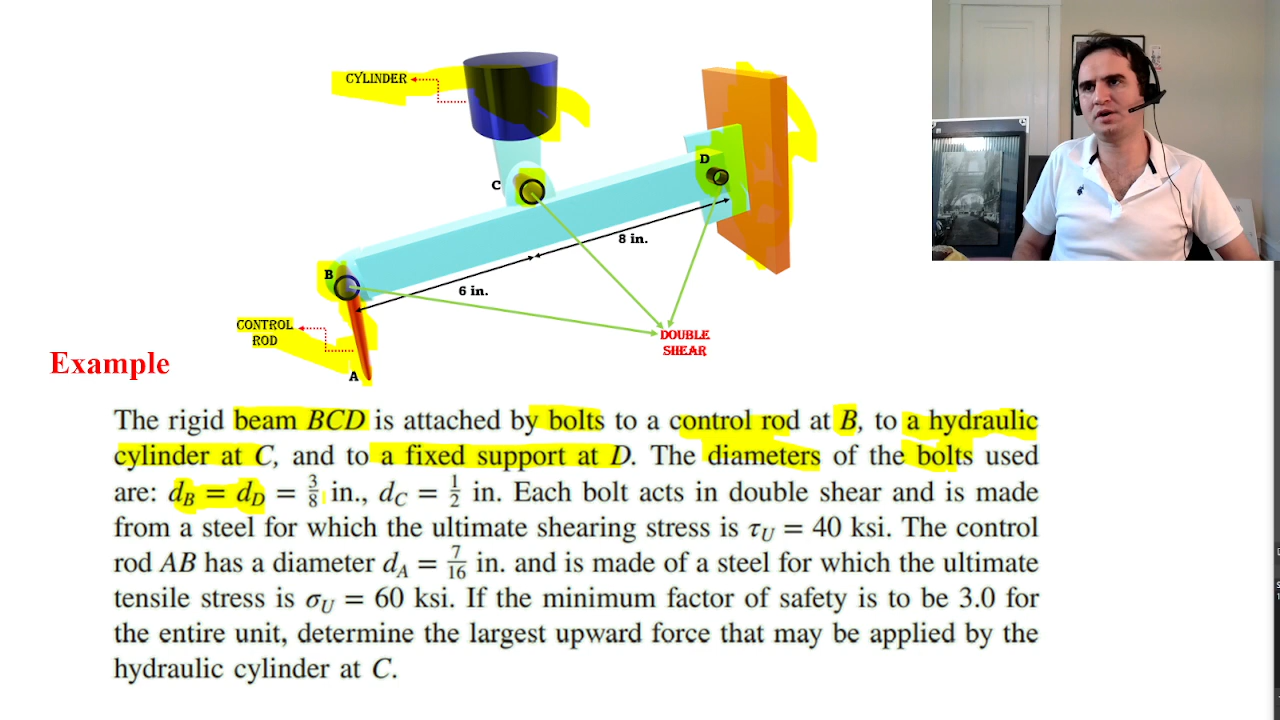 CYLINDER
D
C
8 in.
B
6 in.
CONTROL
ROD
DOUBLE
SHEAR
A
Example
The rigid beam BCD is attached by bolts to a control rod at B, to a hydraulic
cylinder at C, and to a fixed support at D. The diameters of the bolts used
are: d_B = d_D = 3/8 in., d_C = 1/2 in. Each bolt acts in double shear and is made
from a steel for which the ultimate shearing stress is τ_U = 40 ksi. The control
rod AB has a diameter d_A = 7/16 in. and is made of a steel for which the ultimate
tensile stress is σ_U = 60 ksi. If the minimum factor of safety is to be 3.0 for
the entire unit, determine the largest upward force that may be applied by the
hydraulic cylinder at C.